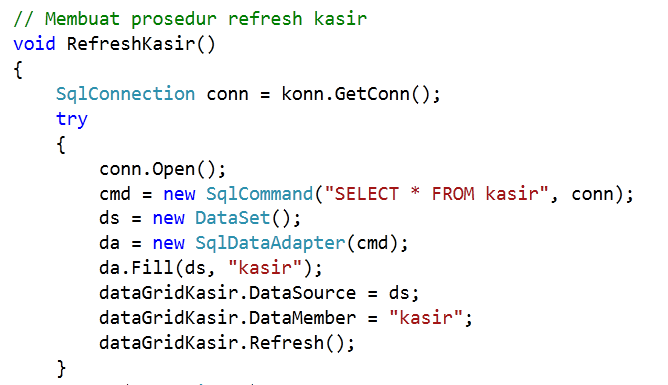 // Membuat prosedur refresh kasir
void RefreshKasir()
{
    SqlConnection conn = konn.GetConn();
    try
    {
        conn.Open();
        cmd = new SqlCommand("SELECT * FROM kasir", conn);
        ds = new DataSet();
        da = new SqlDataAdapter(cmd);
        da.Fill(ds, "kasir");
        dataGridKasir.DataSource = ds;
        dataGridKasir.DataMember = "kasir";
        dataGridKasir.Refresh();
    }